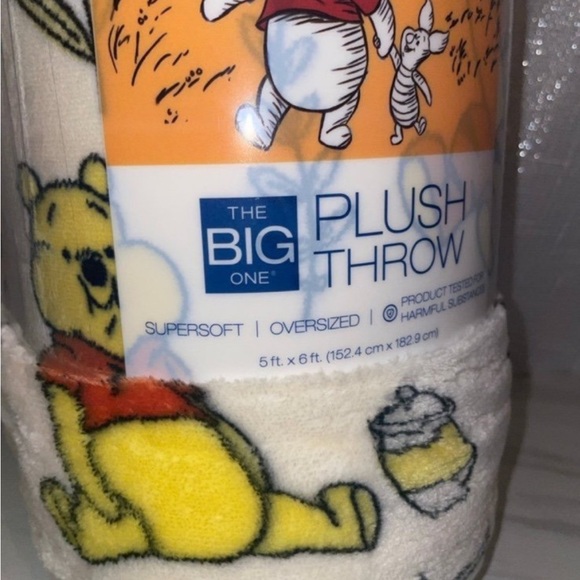 THE
BIG
ONE®
PLUSH
THROW
SUPERSOFT | OVERSIZED |
PRODUCT TESTED FOR
HARMFUL SUBSTANCES
5 ft. x 6 ft. (152.4 cm x 182.9 cm)